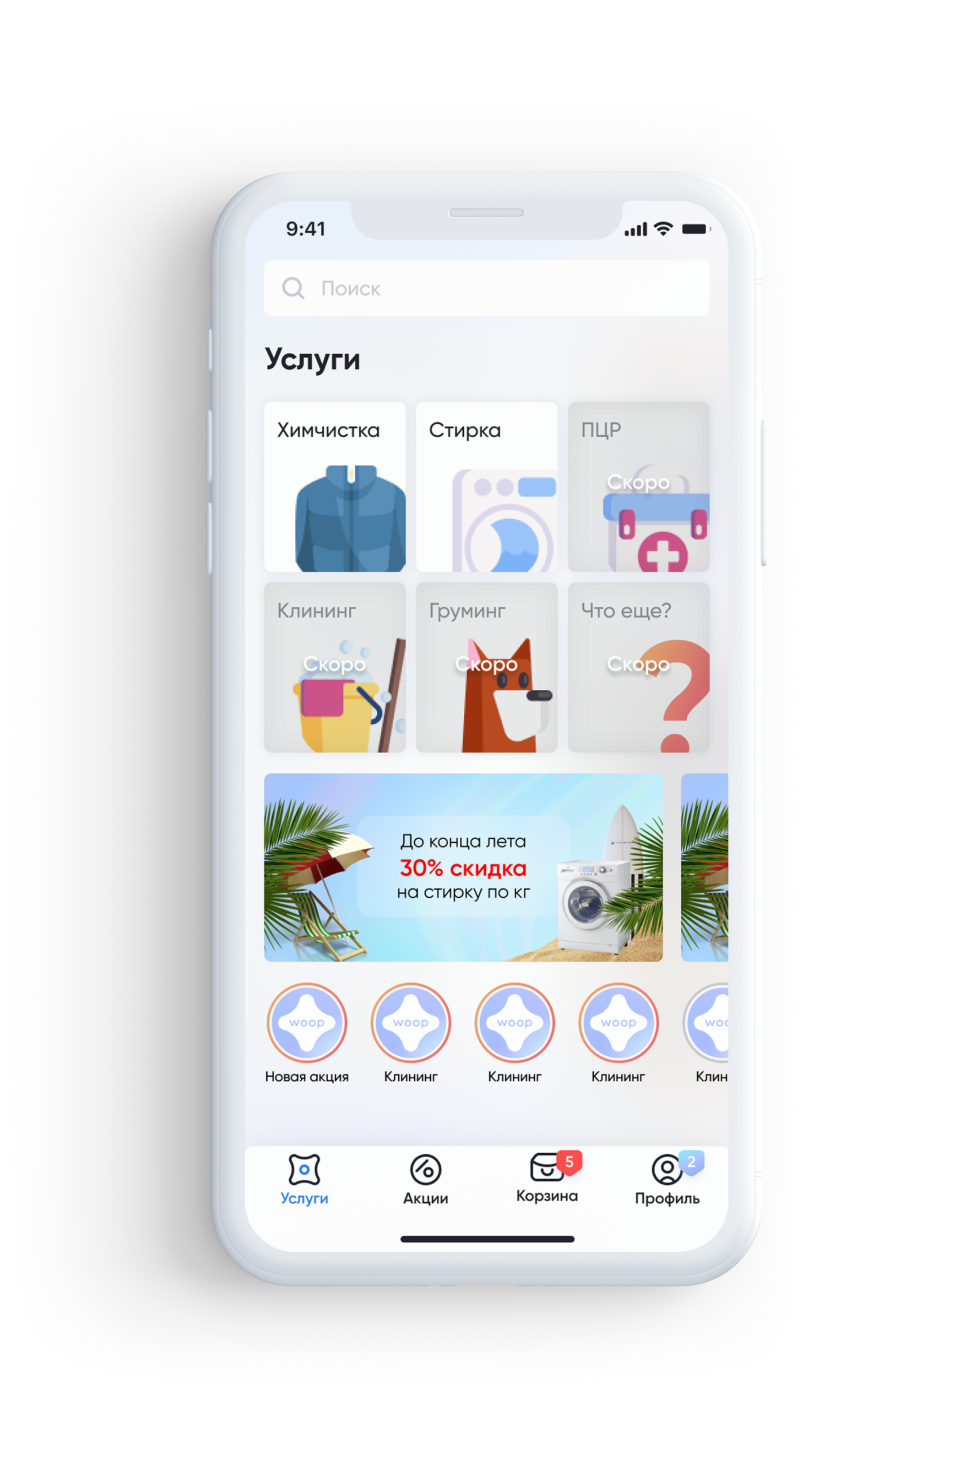 9:41
Поиск
Услуги
Химчистка
Стирка
ПЦР
Скоро
Клининг
Груминг
Что еще?
Скоро
Скоро
Скоро
До конца лета
30% скидка
на стирку по кг
woop
woop
woop
woop
woo
Новая акция
Клининг
Клининг
Клининг
Клин
5
2
Услуги
Акции
Корзина
Профиль